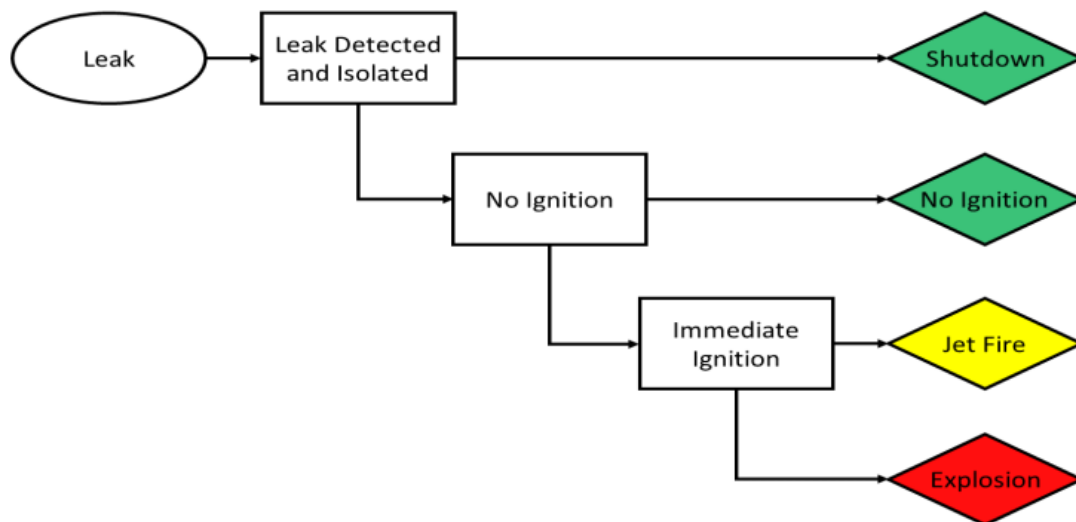 Leak
Leak Detected
and Isolated
Shutdown
No Ignition
No Ignition
Immediate
Ignition
Jet Fire
Explosion